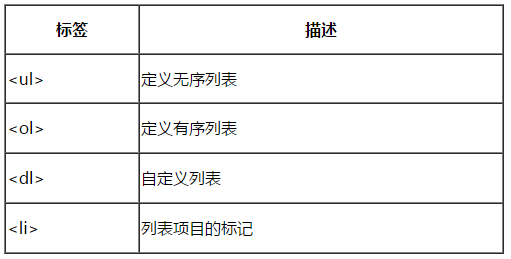 标签 描述
<ul> 定义无序列表
<ol> 定义有序列表
<dl> 自定义列表
<li> 列表项目的标记